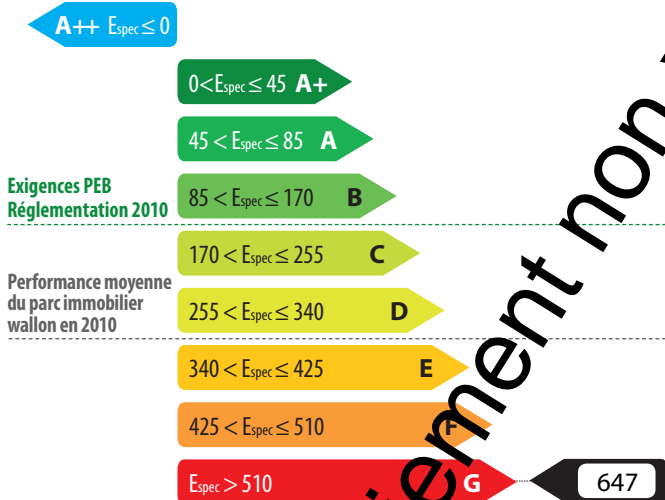 A++ Espec ≤ 0
0<Espec ≤ 45 A+
45 < Espec ≤ 85 A
Exigences PEB
Réglementation 2010
85 < Espec ≤ 170 B
170 < Espec ≤ 255 C
Performance moyenne
du parc immobilier
wallon en 2010
255 < Espec ≤ 340 D
340 < Espec ≤ 425 E
425 < Espec ≤ 510 F
Espec > 510 G
647
ement non